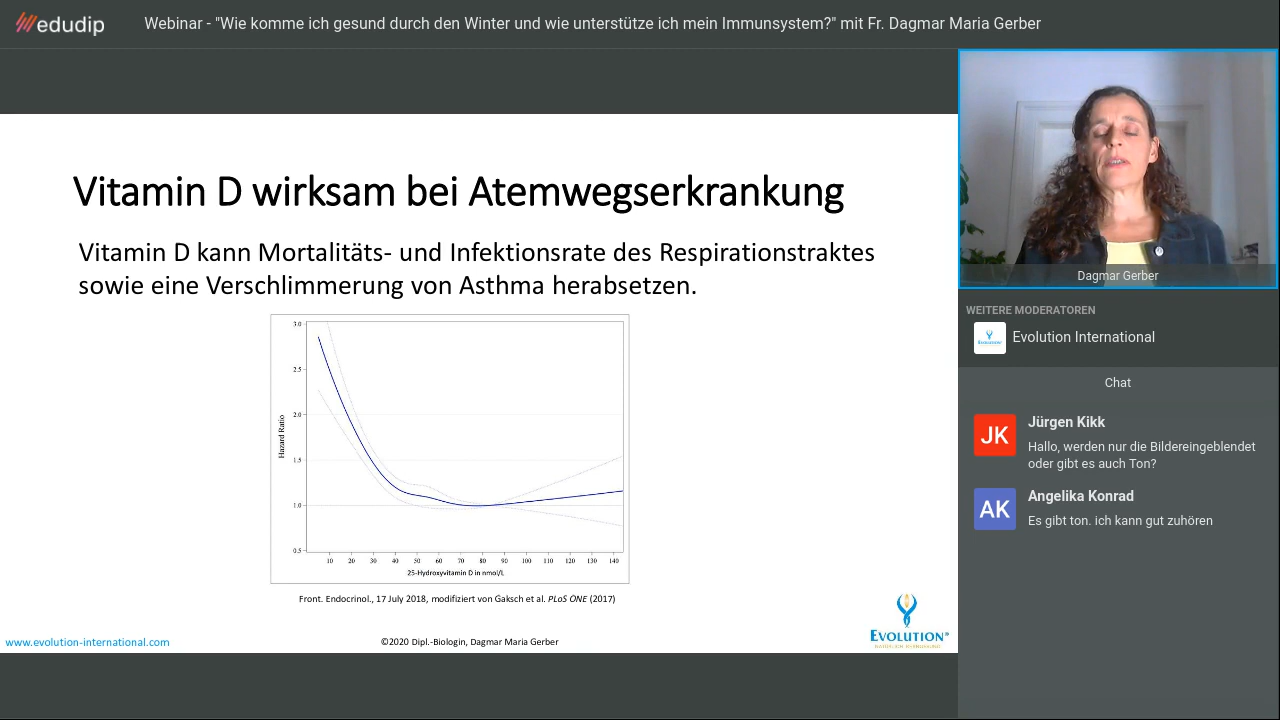 edudip
Webinar - "Wie komme ich gesund durch den Winter und wie unterstütze ich mein Inmunsystem?" mit Fr. Dagmar Maria Gerber
Vitamin D wirksam bei Atemwegserkrankung
Vitamin D kann Mortalitäts- und Infektionsrate des Respirationstraktes
sowie eine Verschlimmerung von Asthma herabsetzen.
3.0
2.5
2.0
1.5
1.0
0.5
Hazard Ratio
10 20 30 40 50 60 70 80 90 100 110 120 130 140
25-Hydroxyvitamin D in nmol/L
Front. Endocrinol., 17 July 2018, modifiziert von Gaksch et al. PLoS ONE (2017)
www.evolution-international.com
©2020 Dipl.-Biologin, Dagmar Maria Gerber
EVOLUTION®
Dagmar Gerber
WEITERE MODERATOREN
Evolution International
Chat
JK
Jürgen Kikk
Hallo, werden nur die Bildereingeblendet
oder gibt es auch Ton?
AK
Angelika Konrad
Es gibt ton. ich kann gut zuhören